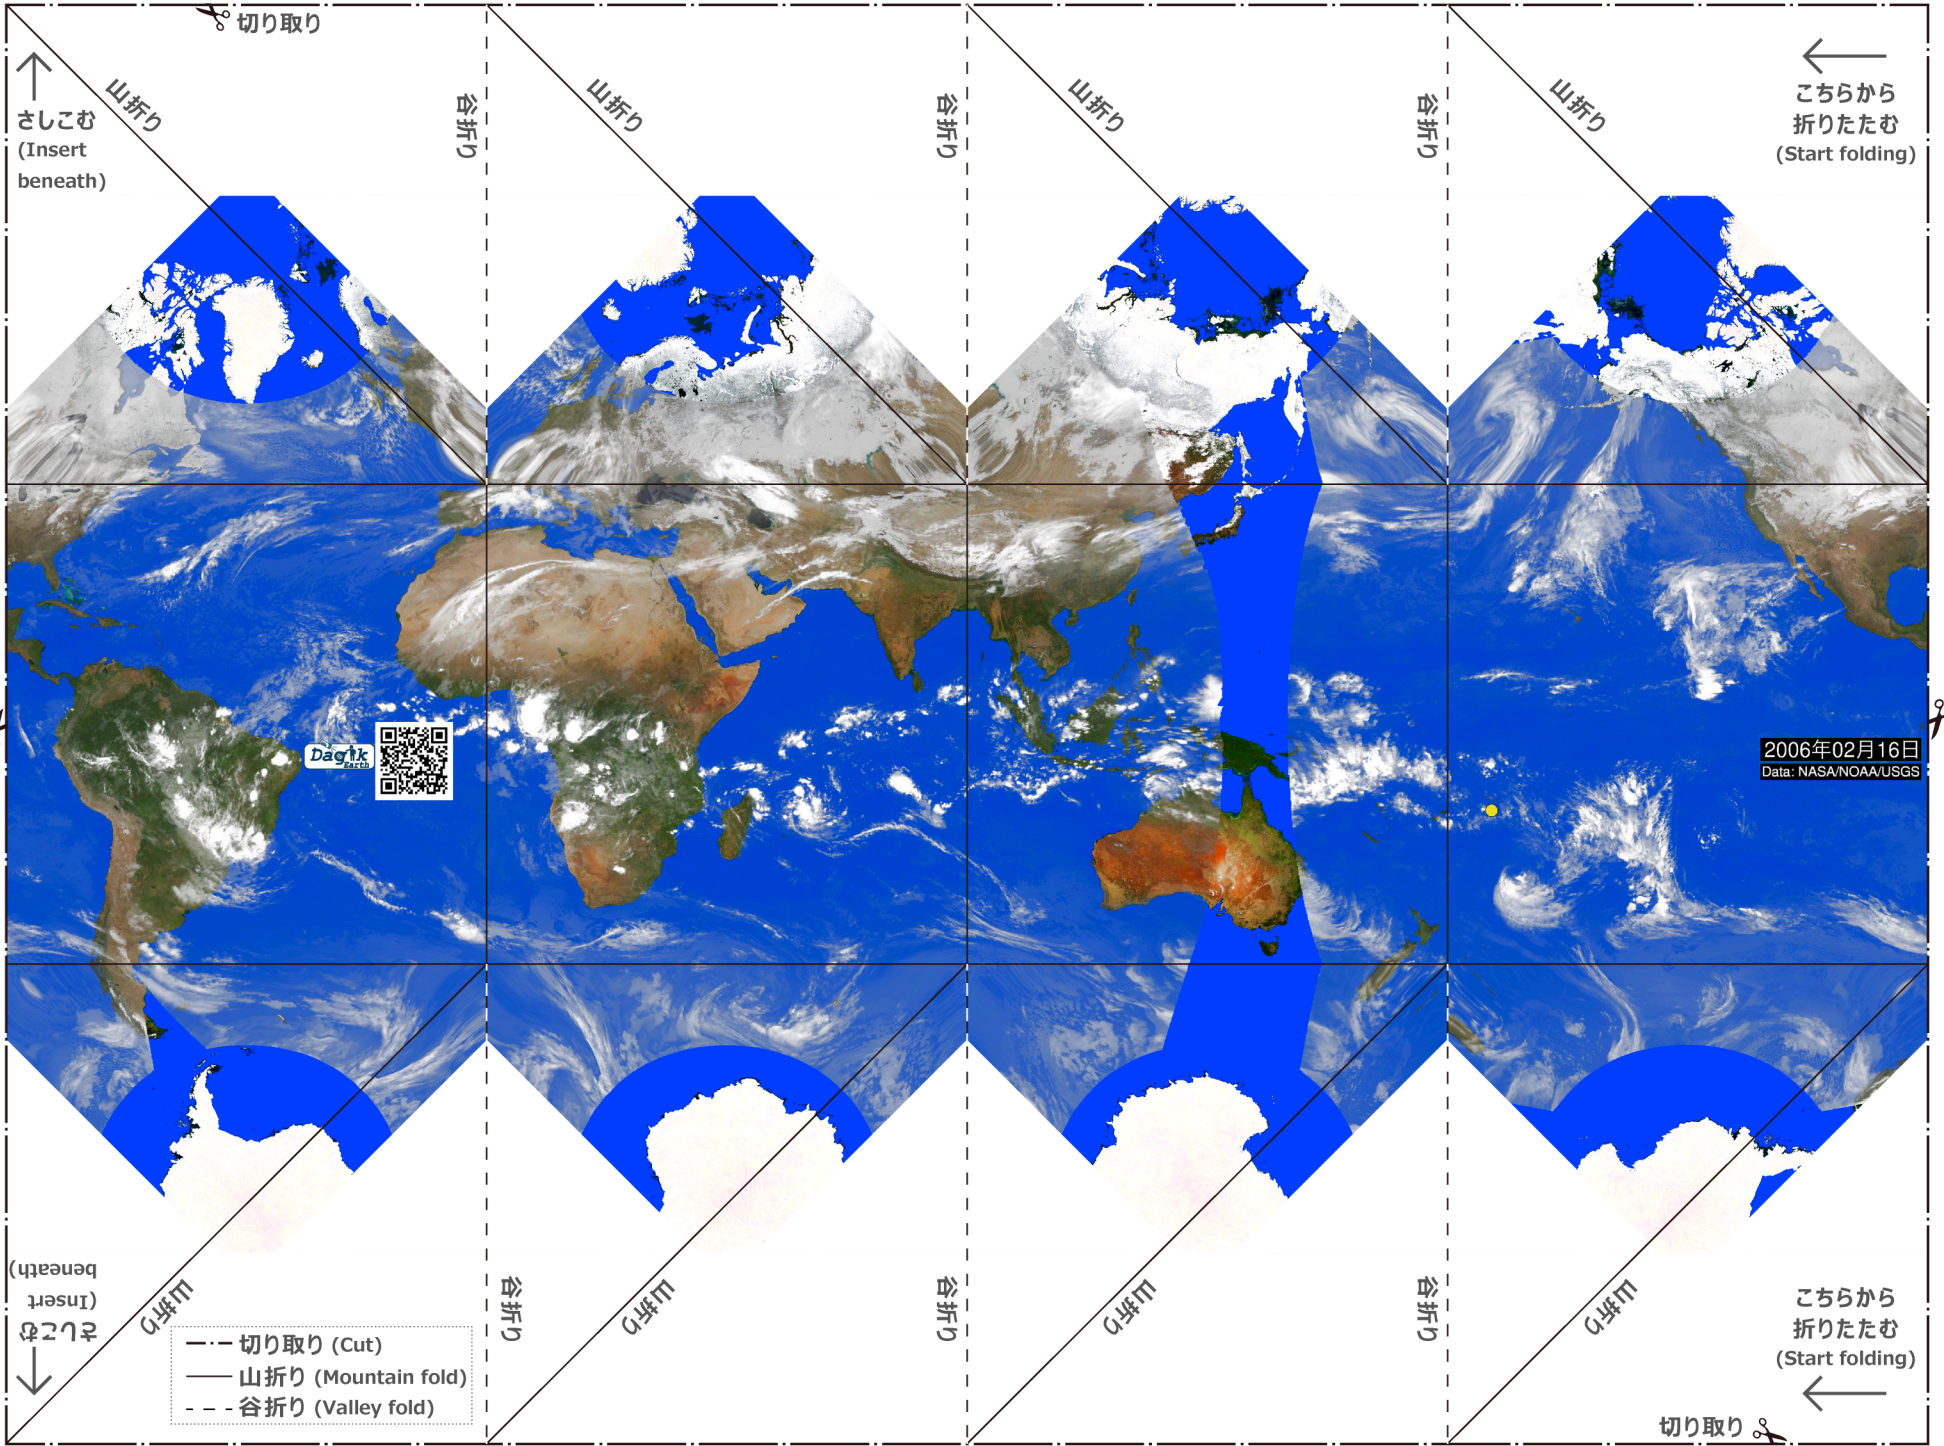 切り取り
山折り
谷折り
山折り
谷折り
山折り
谷折り
山折り
さしこむ
(Insert
beneath)
こちらから
折りたたむ
(Start folding)
Dagik
Earth
2006年02月16日
Data: NASA/NOAA/USGS
さしこむ
(Insert
beneath)
山折り
谷折り
山折り
谷折り
山折り
谷折り
山折り
こちらから
折りたたむ
(Start folding)
切り取り (Cut)
山折り (Mountain fold)
谷折り (Valley fold)
切り取り